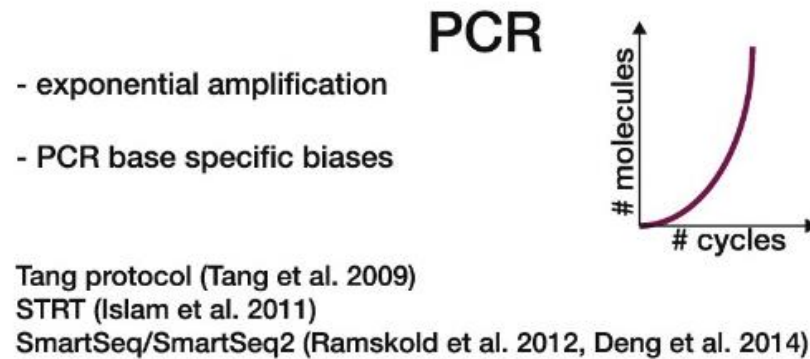 PCR
- exponential amplification
- PCR base specific biases
# molecules
# cycles
Tang protocol (Tang et al. 2009)
STRT (Islam et al. 2011)
SmartSeq/SmartSeq2 (Ramskold et al. 2012, Deng et al. 2014)